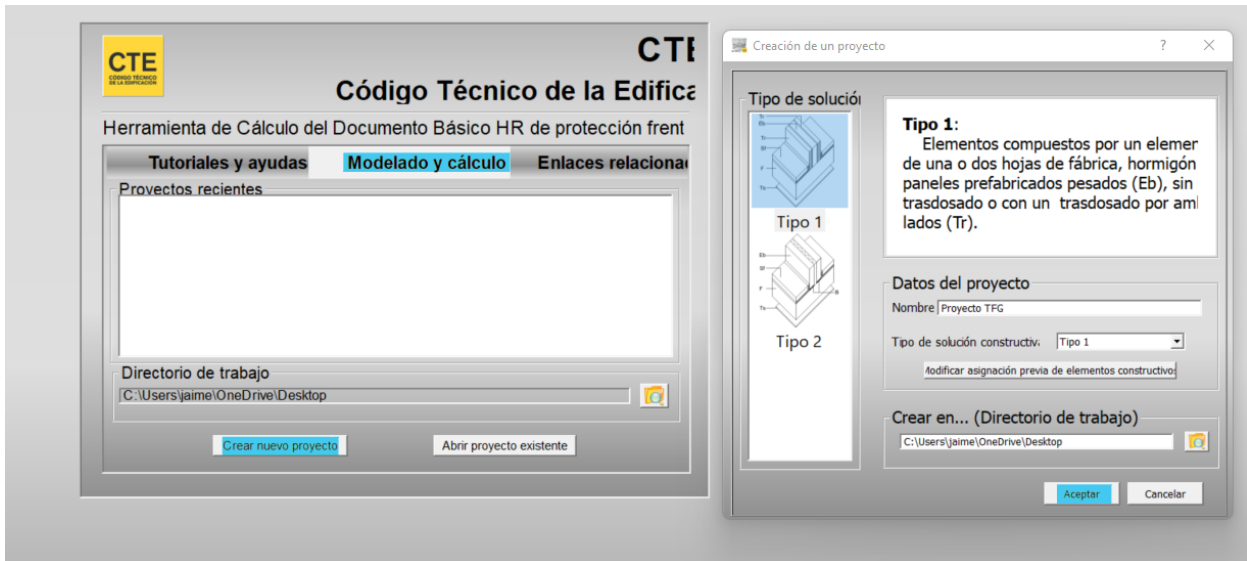 CTE
CÓDIGO TÉCNICO
DE LA EDIFICACIÓN
CTE
Código Técnico de la Edifica
Herramienta de Cálculo del Documento Básico HR de protección frent
Tutoriales y ayudas
Modelado y cálculo
Enlaces relaciona
Proyectos recientes
Directorio de trabajo
C:\Users\jaime\OneDrive\Desktop
Crear nuevo proyecto
Abrir proyecto existente
Creación de un proyecto
?
Tipo de solució
Tipo 1
Tipo 2
Tipo 1:
Elementos compuestos por un elemen
de una o dos hojas de fábrica, hormigón
paneles prefabricados pesados (Eb), sin
trasdosado o con un trasdosado por am
lados (Tr).
Datos del proyecto
Nombre Proyecto TFG
Tipo de solución constructiv: Tipo 1
Modificar asignación previa de elementos constructivo
Crear en... (Directorio de trabajo)
C:\Users\jaime\OneDrive\Desktop
Aceptar
Cancelar